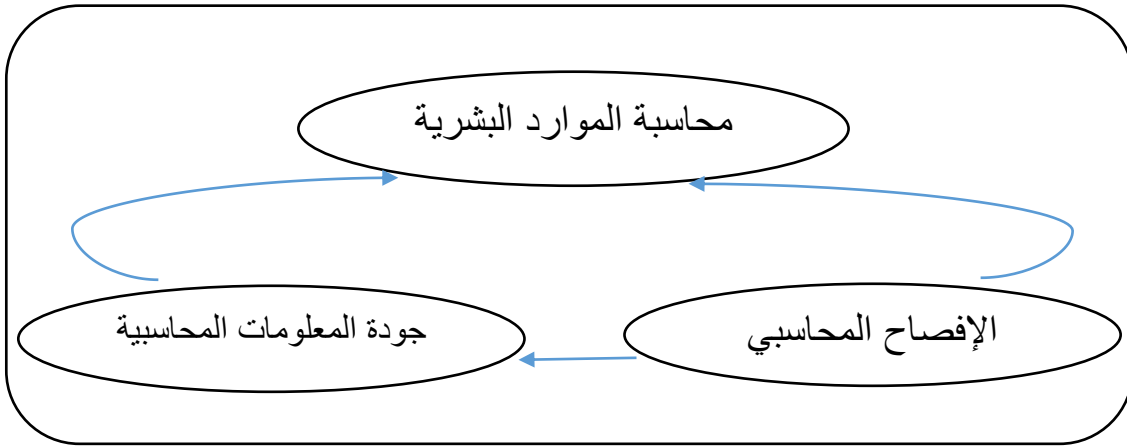 محاسبة الموارد البشرية
الإفصاح المحاسبي
جودة المعلومات المحاسبية